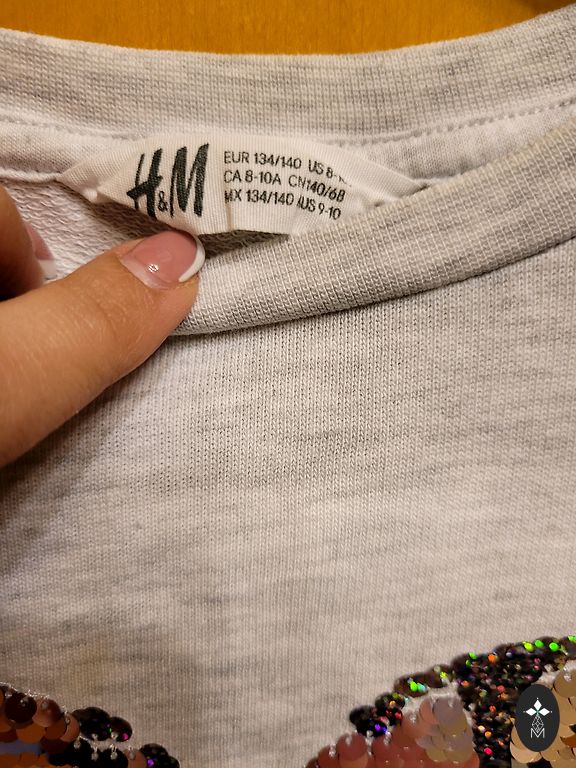 H&M
EUR 134/140 US 8-
CA 8-10A CN140/68
MX 134/140 AUS 9-10
M